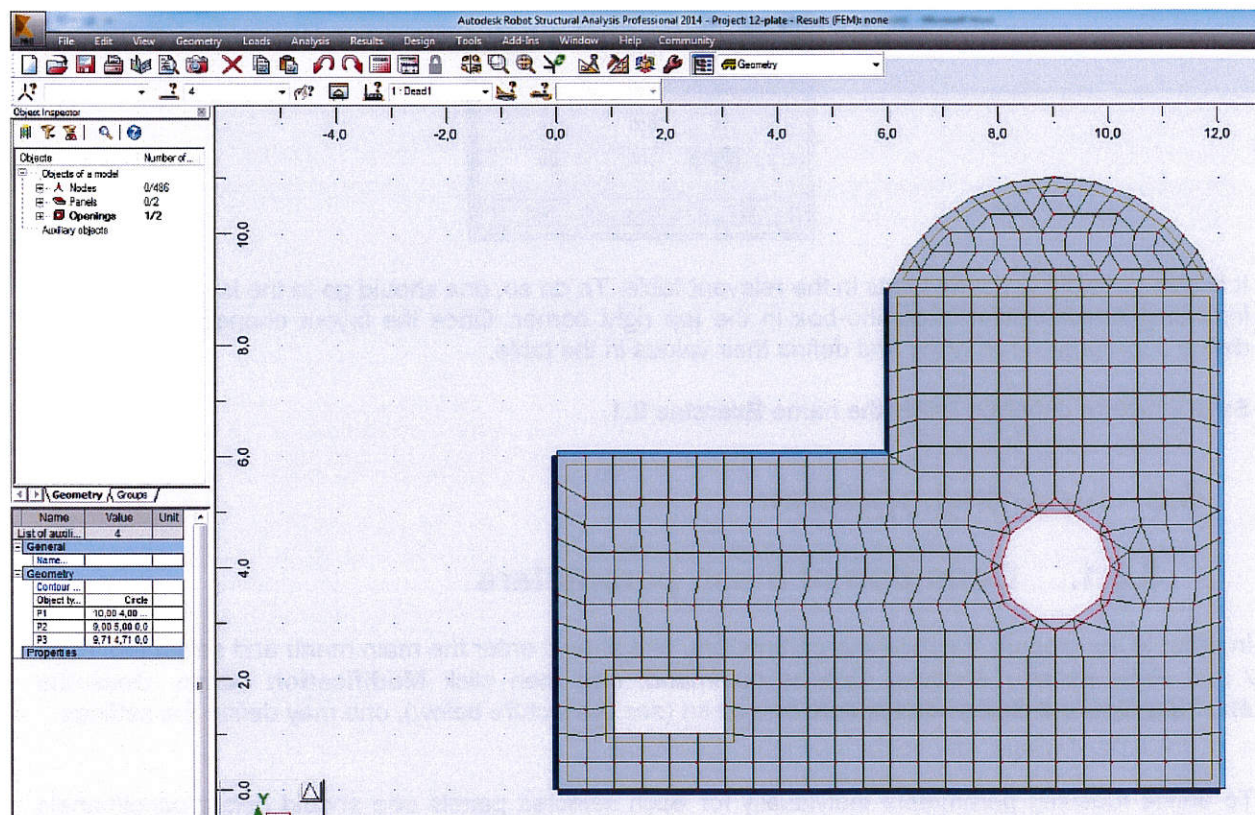 Autodesk Robot Structural Analysis Professional 2014 - Project: 12-plate - Results (FEM): none
File Edit View Geometry Loads Analysis Results Design Tools Add-Ins Window Help Community
Geometry
4 1 : Dead1
Object Inspector
Objects Number of...
Objects of a model
Nodes 0/486
Panels 0/2
Openings 1/2
Auxiliary objects
Geometry Groups
Name Value Unit
List of auxili... 4
General
Name...
Geometry
Contour ...
Object ty... Circle
P1 10,00 4,00 ...
P2 9,00 5,00 0,0
P3 9,71 4,71 0,0
Properties
-4,0 -2,0 0,0 2,0 4,0 6,0 8,0 10,0 12,0
10,0
8,0
6,0
4,0
2,0
0,0
Y